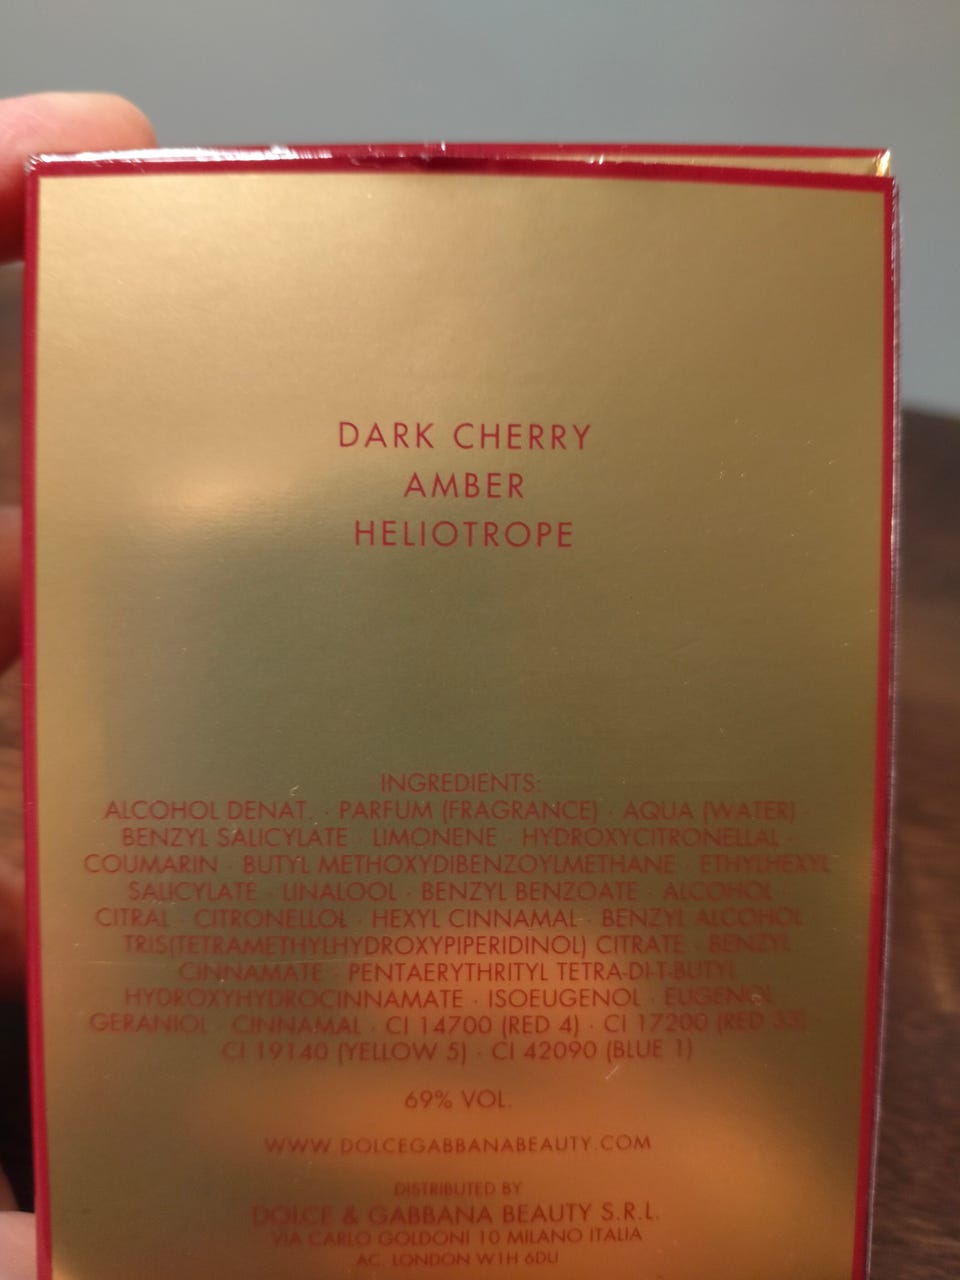 DARK CHERRY
AMBER
HELIOTROPE
INGREDIENTS:
ALCOHOL DENAT. · PARFUM (FRAGRANCE) · AQUA (WATER) ·
BENZYL SALICYLATE · LIMONENE · HYDROXYCITRONELLAL ·
COUMARIN · BUTYL METHOXYDIBENZOYLMETHANE · ETHYLHEXYL
SALICYLATE · LINALOOL · BENZYL BENZOATE · ALCOHOL ·
CITRAL · CITRONELLOL · HEXYL CINNAMAL · BENZYL ALCOHOL
TRIS(TETRAMETHYLHYDROXYPIPERIDINOL) CITRATE · BENZYL
CINNAMATE · PENTAERYTHRITYL TETRA-DI-T-BUTYL
HYDROXYHYDROCINNAMATE · ISOEUGENOL · EUGENOL
GERANIOL · CINNAMAL · CI 14700 (RED 4) · CI 17200 (RED 33) ·
CI 19140 (YELLOW 5) · CI 42090 (BLUE 1)
69% VOL.
WWW.DOLCEGABBANABEAUTY.COM
DISTRIBUTED BY
DOLCE & GABBANA BEAUTY S.R.L.
VIA CARLO GOLDONI 10 MILANO ITALIA
AC. LONDON W1H 6DU